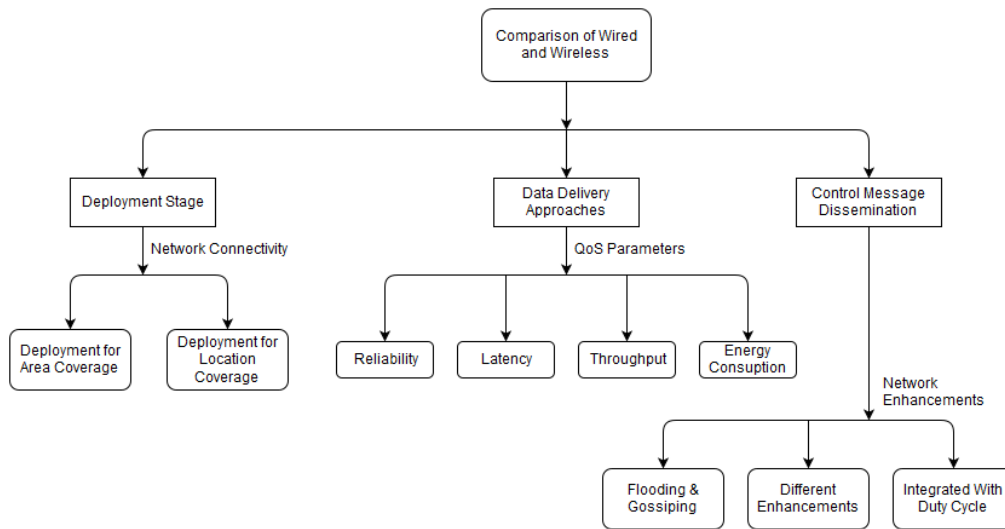 Comparison of Wired
and Wireless
Deployment Stage
Data Delivery
Approaches
Control Message
Dissemination
Network Connectivity
QoS Parameters
Deployment for
Area Coverage
Deployment for
Location
Coverage
Reliability
Latency
Throughput
Energy
Consuption
Network
Enhancements
Flooding &
Gossiping
Different
Enhancements
Integrated With
Duty Cycle